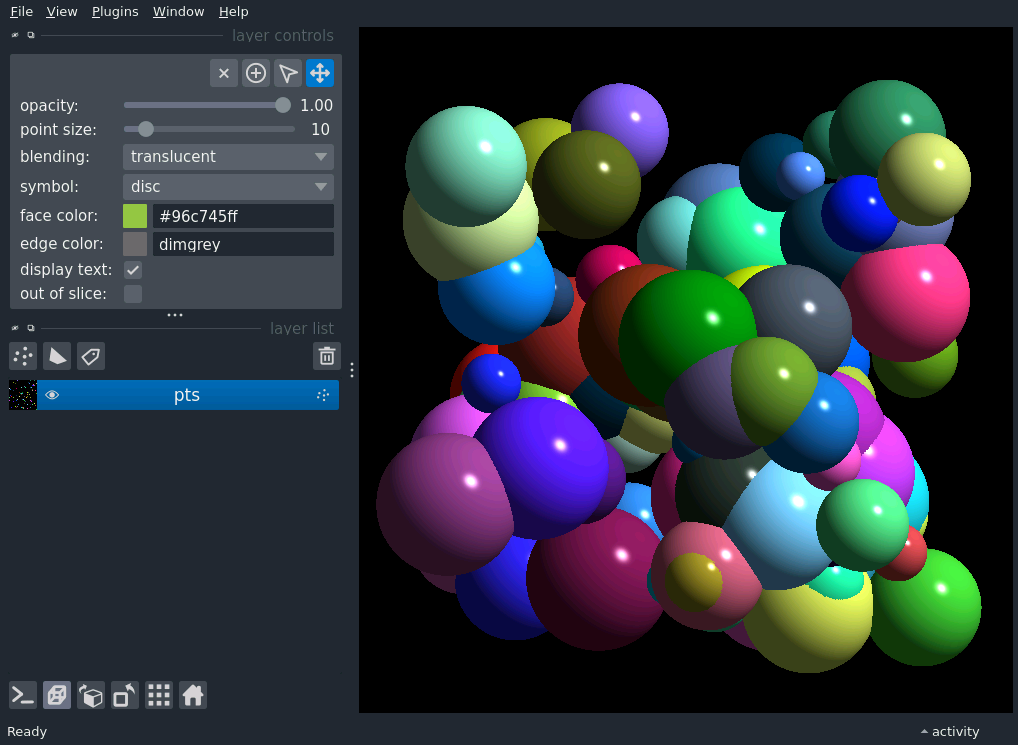 File View Plugins Window Help
layer controls
opacity: 1.00
point size: 10
blending: translucent
symbol: disc
face color: #96c745ff
edge color: dimgrey
display text:
out of slice:
layer list
pts
Ready activity